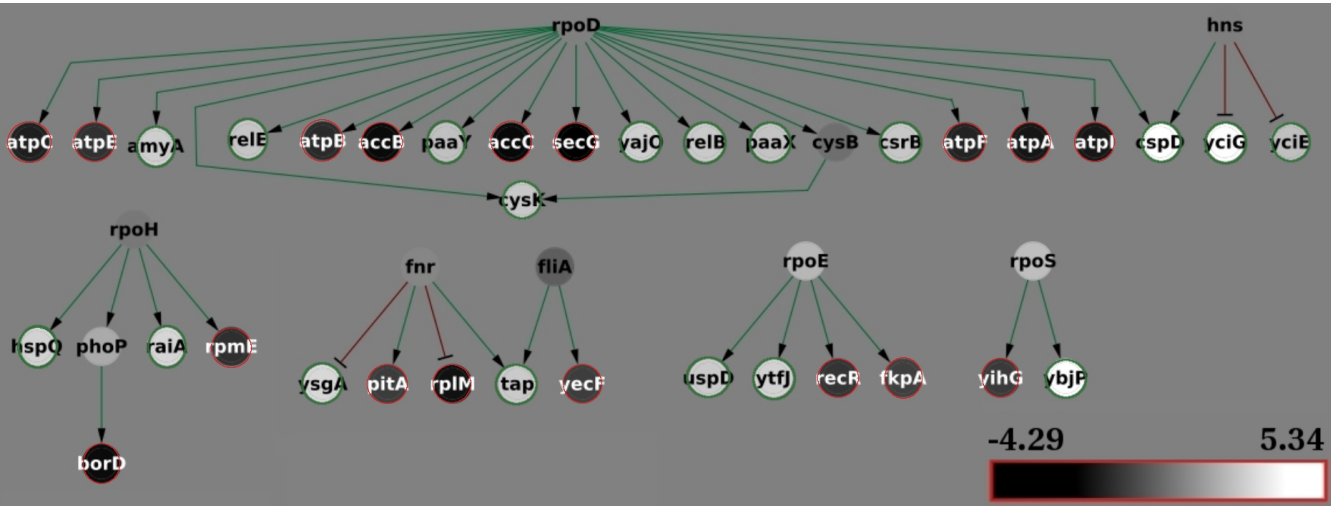 rpoD hns
atpC atpE amyA relE atpB accB paaY accC secG yajO relB paaX cysB csrB atpF atpA atpI cspD yciG yciE
cysK
rpoH
fnr fliA rpoE rpoS
hspQ phoP raiA rpmE
ysgA pitA rplM tap yecF uspD ytfJ recR fkpA yihG ybjP
-4.29 5.34
borD